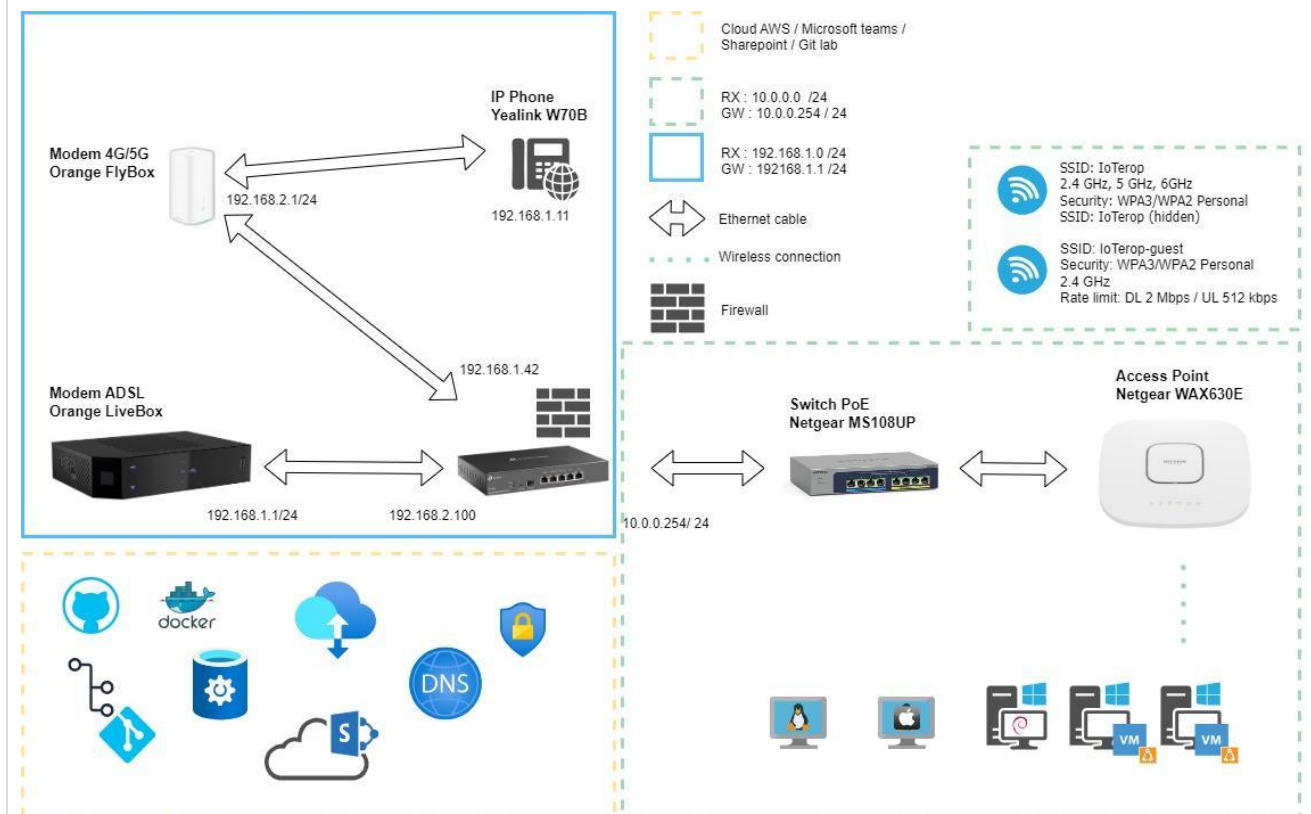 Cloud AWS / Microsoft teams /
Sharepoint / Git lab
RX : 10.0.0.0 /24
GW : 10.0.0.254 / 24
RX : 192.168.1.0 /24
GW : 192168.1.1 /24
Ethernet cable
Wireless connection
Firewall
IP Phone
Yealink W70B
192.168.1.11
Modem 4G/5G
Orange FlyBox
192.168.2.1/24
192.168.1.42
Modem ADSL
Orange LiveBox
192.168.1.1/24
192.168.2.100
SSID: IoTerop
2.4 GHz, 5 GHz, 6GHz
Security: WPA3/WPA2 Personal
SSID: IoTerop (hidden)
SSID: IoTerop-guest
Security: WPA3/WPA2 Personal
2.4 GHz
Rate limit: DL 2 Mbps / UL 512 kbps
10.0.0.254/ 24
Switch PoE
Netgear MS108UP
Access Point
Netgear WAX630E
docker
DNS
S
VM
VM